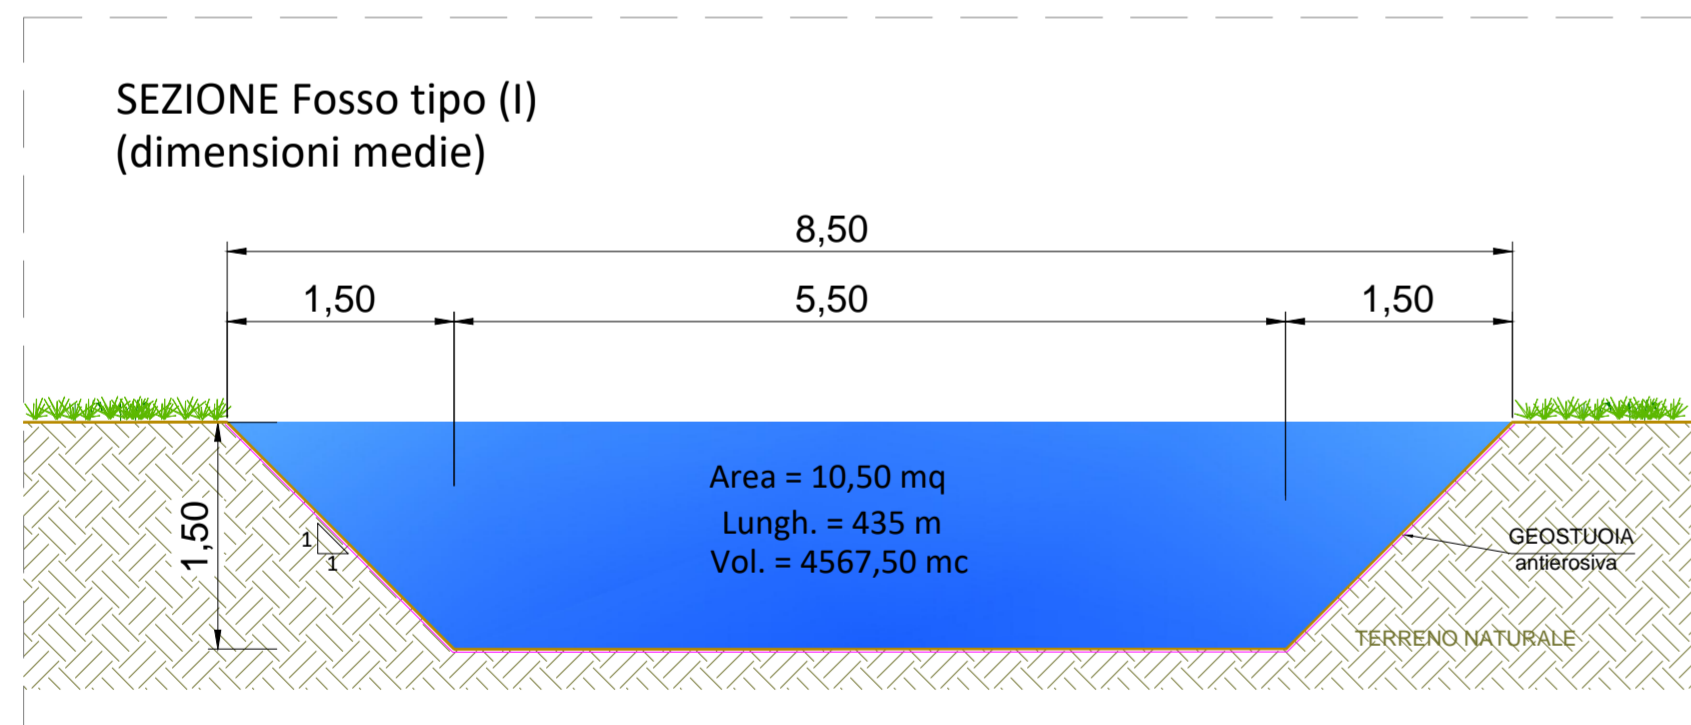 SEZIONE Fosso tipo (I)
(dimensioni medie)
8,50
1,50
5,50
1,50
1,50
1
1
Area = 10,50 mq
Lungh. = 435 m
Vol. = 4567,50 mc
GEOSTUOIA
antierosiva
TERRENO NATURALE